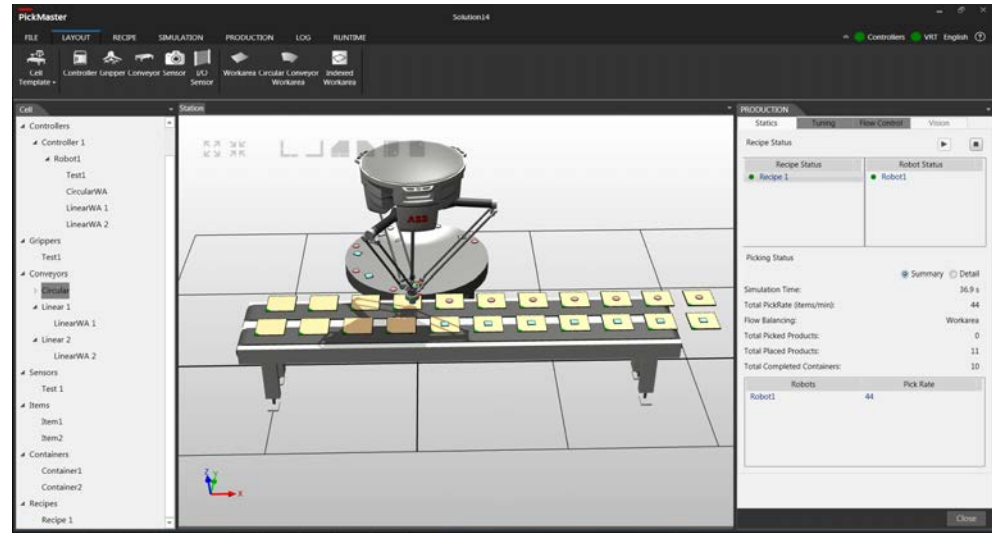 PickMaster
Solution14
FILE LAYOUT RECIPE SIMULATION PRODUCTION LOG RUNTIME
Controllers VRT English
Cell Template
Controller
Gripper
Conveyor
Sensor
I/O Sensor
Workarea
Circular Conveyor Workarea
Indexed Workarea
Cell
Controllers
Controller 1
Robot1
Test1
CircularWA
LinearWA 1
LinearWA 2
Grippers
Test1
Conveyors
Circular
Linear 1
LinearWA 1
Linear 2
LinearWA 2
Sensors
Test 1
Items
Item1
Item2
Containers
Container1
Container2
Recipes
Recipe 1
Station
ABB
Z Y X
PRODUCTION
Statics Tuning Flow Control Vision
Recipe Status
Recipe Status Robot Status
Recipe 1 Robot1
Picking Status
Summary Detail
Simulation Time: 36.9 s
Total PickRate (items/min): 44
Flow Balancing: Workarea
Total Picked Products: 0
Total Placed Products: 11
Total Completed Containers: 10
Robots Pick Rate
Robot1 44
Close